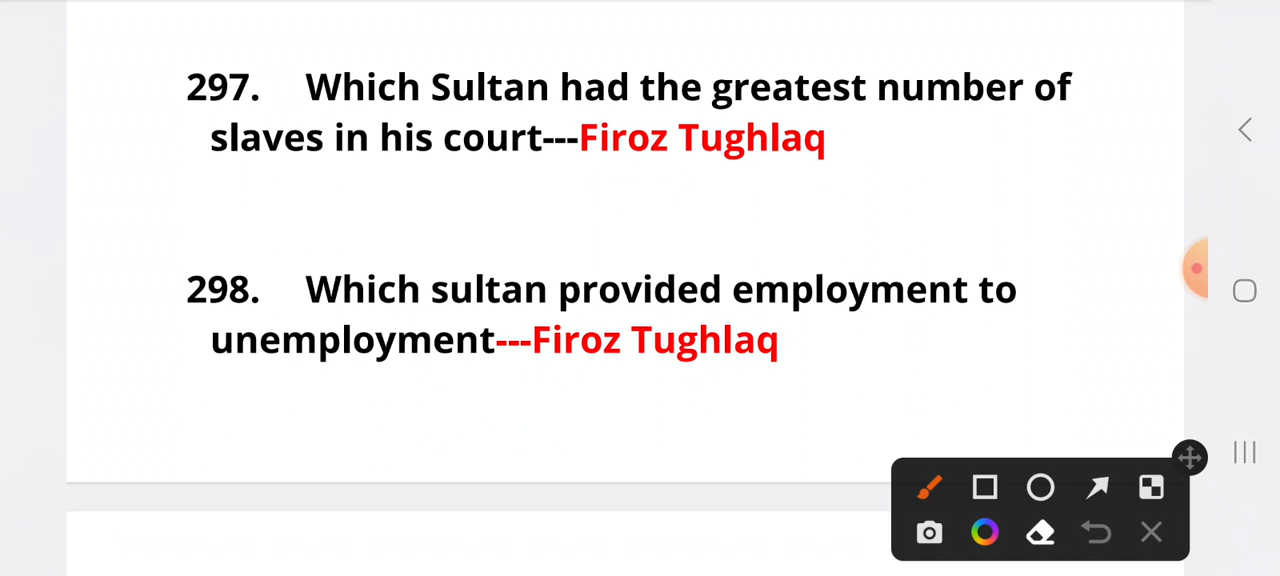 297. Which Sultan had the greatest number of
slaves in his court---Firoz Tughlaq
298. Which sultan provided employment to
unemployment---Firoz Tughlaq